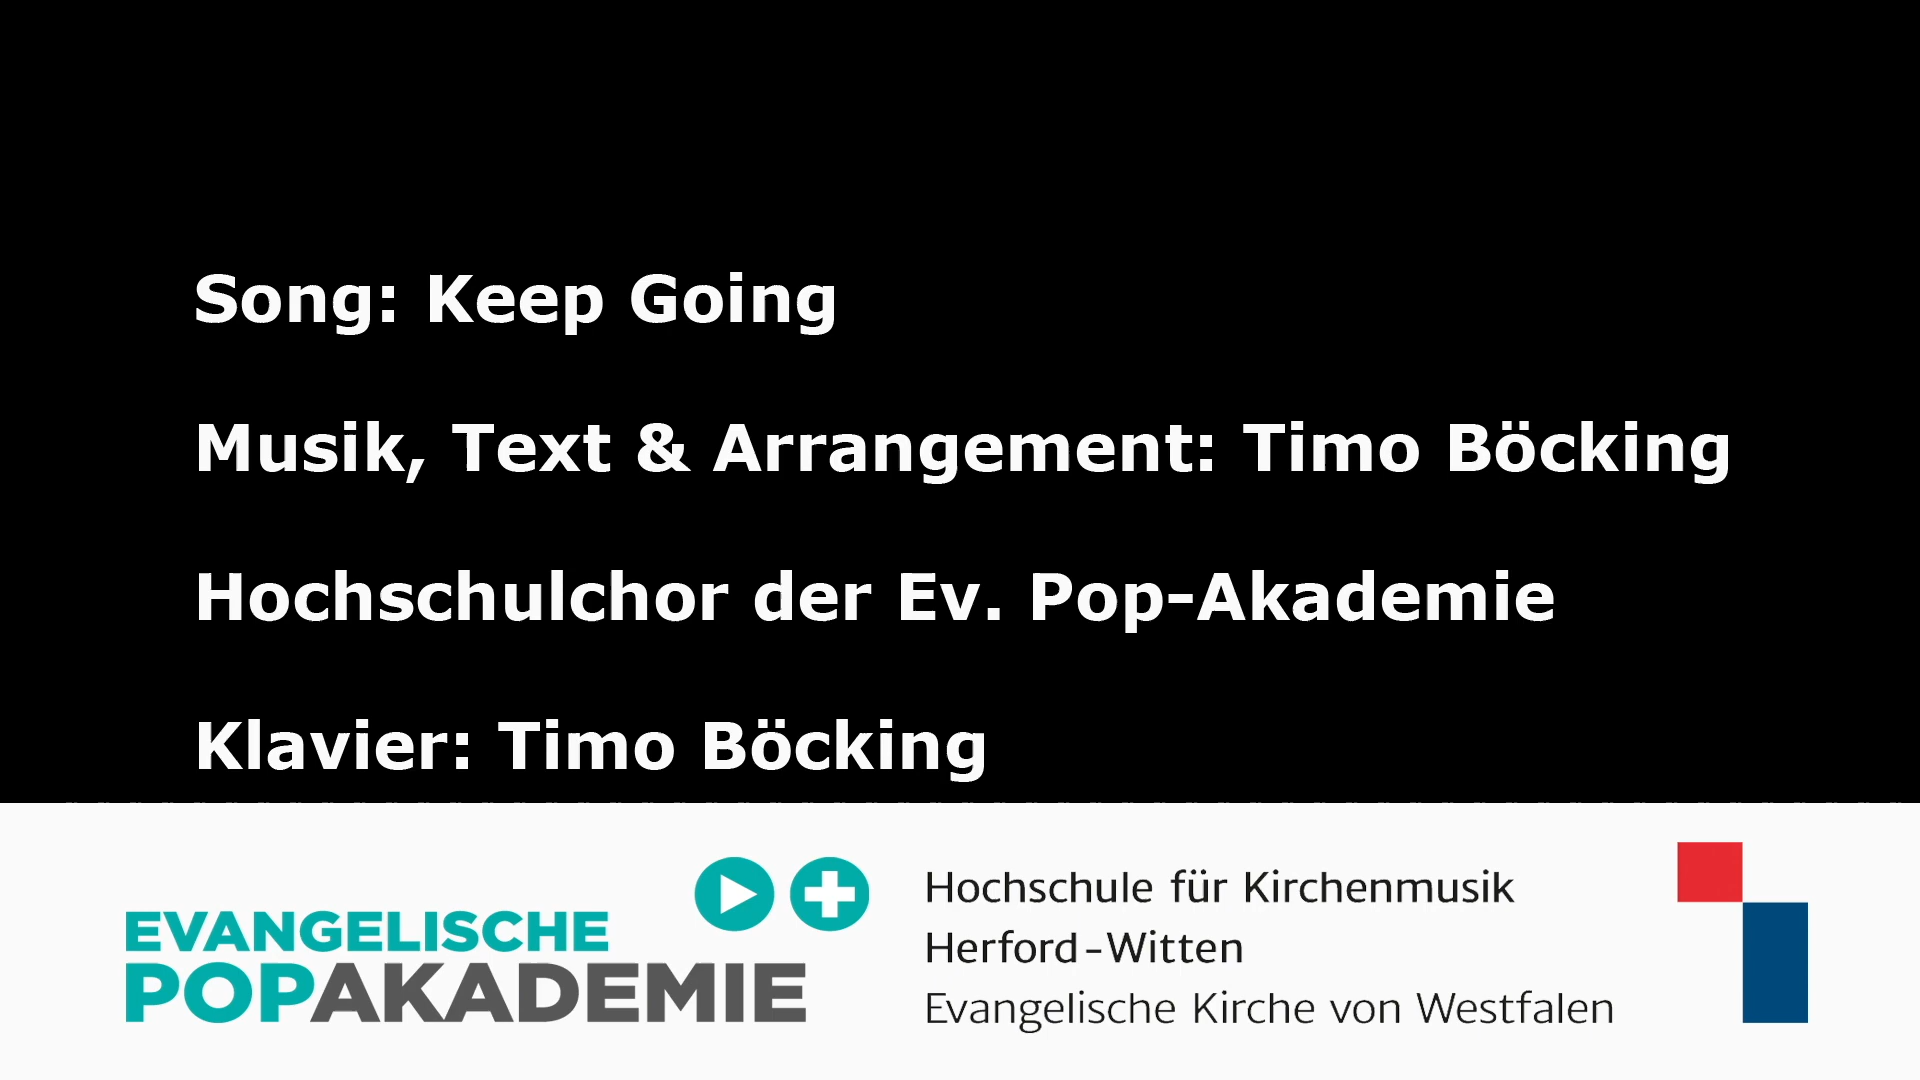 Song: Keep Going
Musik, Text & Arrangement: Timo Böcking
Hochschulchor der Ev. Pop-Akademie
Klavier: Timo Böcking
EVANGELISCHE
POPAKADEMIE
Hochschule für Kirchenmusik
Herford-Witten
Evangelische Kirche von Westfalen